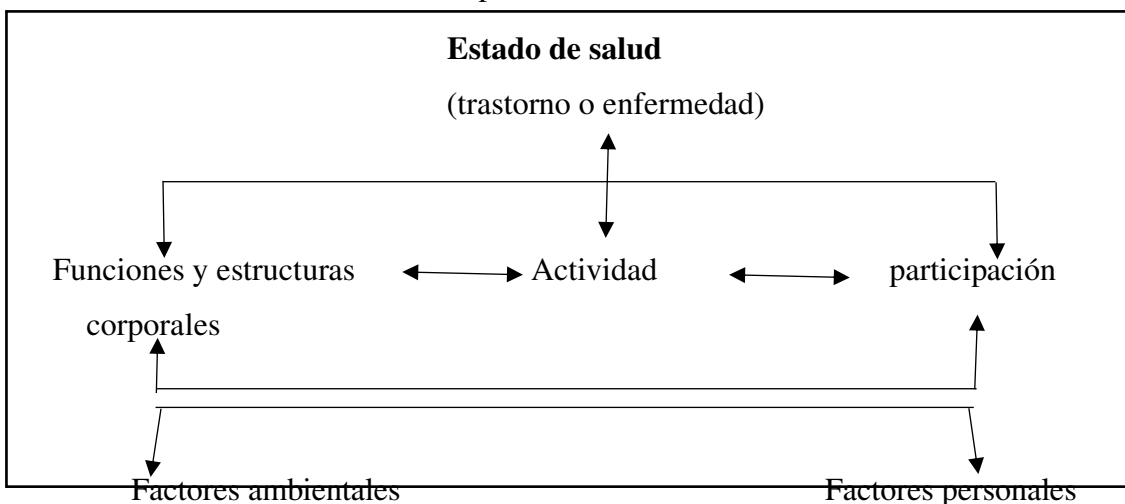 Estado de salud
(trastorno o enfermedad)
Funciones y estructuras Actividad participación
corporales
Factores ambientales Factores personales